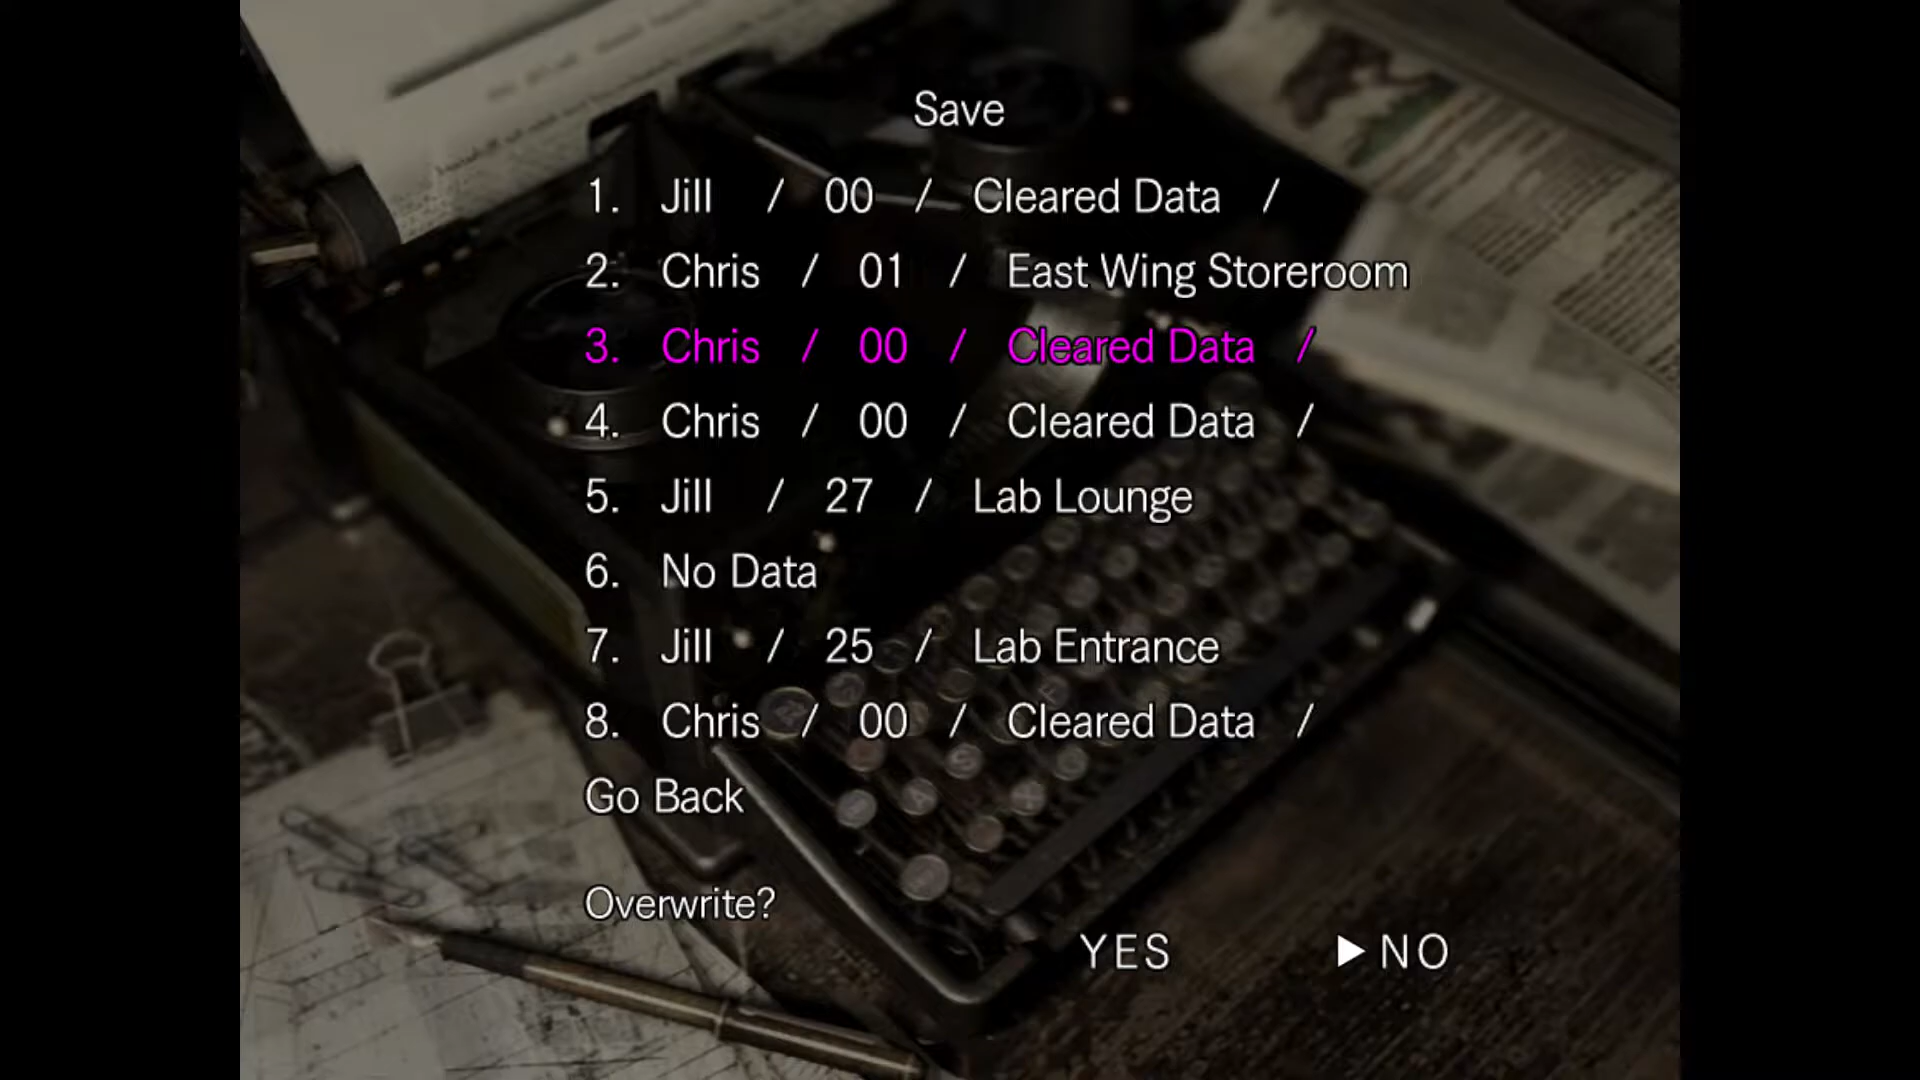 Save
1. Jill / 00 / Cleared Data /
2. Chris / 01 / East Wing Storeroom
3. Chris / 00 / Cleared Data /
4. Chris / 00 / Cleared Data /
5. Jill / 27 / Lab Lounge
6. No Data
7. Jill / 25 / Lab Entrance
8. Chris / 00 / Cleared Data /
Go Back
Overwrite?
YES ▶NO